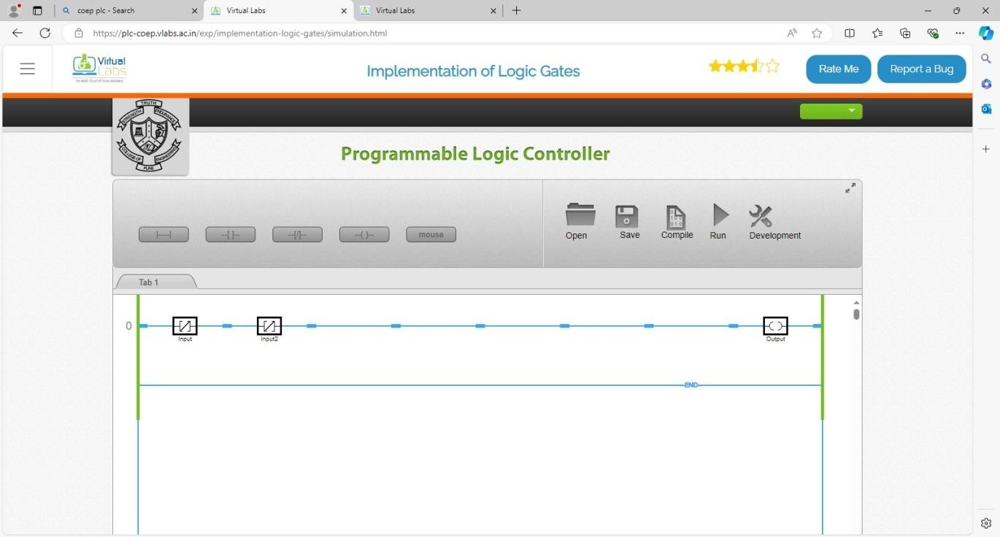 coep plc - Search
Virtual Labs
Virtual Labs
https://plc-coep.vlabs.ac.in/exp/implementation-logic-gates/simulation.html
Virtual
Labs
Implementation of Logic Gates
Rate Me
Report a Bug
TRUTH
STRENGTH
ENDURANCE
COLLEGE OF
ENGINEERING
PUNE
Programmable Logic Controller
|----|
--[ ]--
--[/]--
--( )--
mouse
Open
Save
Compile
Run
Development
Tab 1
0
Input
Input2
Output
END